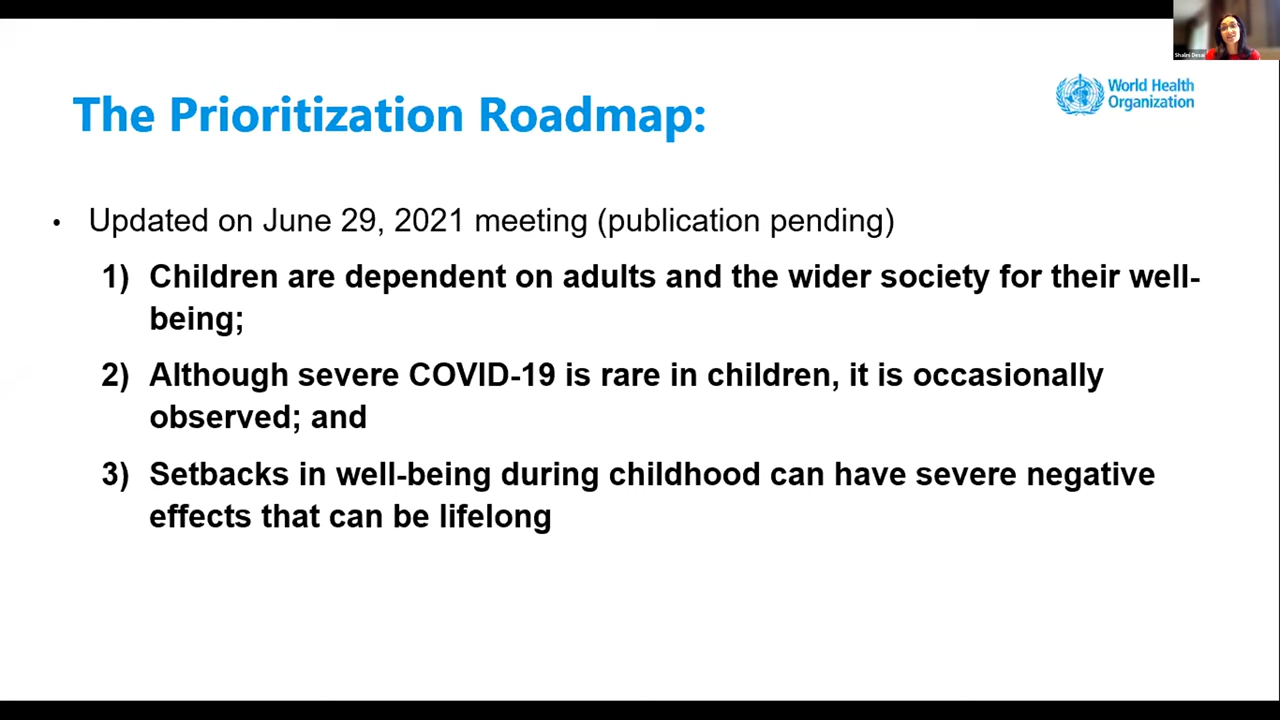 Shalni Desai
World Health
Organization
The Prioritization Roadmap:
• Updated on June 29, 2021 meeting (publication pending)
1) Children are dependent on adults and the wider society for their well-
being;
2) Although severe COVID-19 is rare in children, it is occasionally
observed; and
3) Setbacks in well-being during childhood can have severe negative
effects that can be lifelong